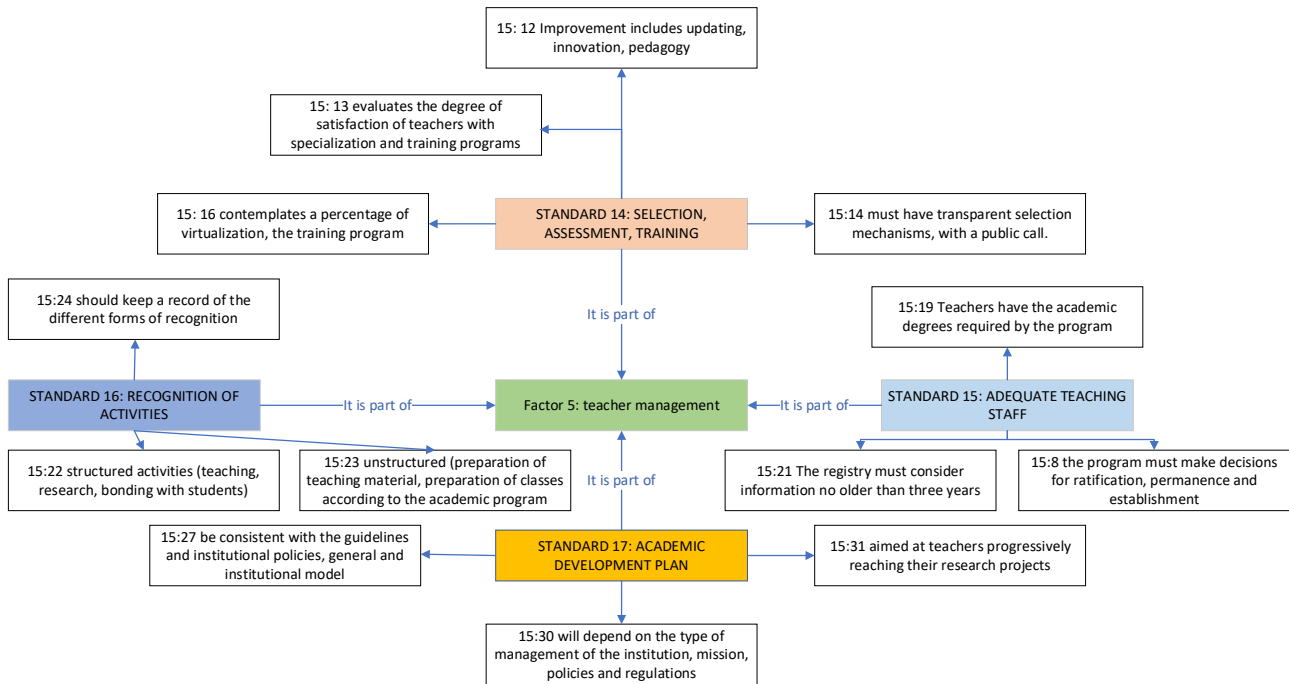 15: 12 Improvement includes updating,
innovation, pedagogy
15: 13 evaluates the degree of
satisfaction of teachers with
specialization and training programs
15: 16 contemplates a percentage of
virtualization, the training program
STANDARD 14: SELECTION,
ASSESSMENT, TRAINING
15:14 must have transparent selection
mechanisms, with a public call.
15:24 should keep a record of the
different forms of recognition
It is part of
15:19 Teachers have the academic
degrees required by the program
STANDARD 16: RECOGNITION OF
ACTIVITIES
It is part of
Factor 5: teacher management
It is part of
STANDARD 15: ADEQUATE TEACHING
STAFF
15:22 structured activities (teaching,
research, bonding with students)
15:23 unstructured (preparation of
teaching material, preparation of classes
according to the academic program
It is part of
15:21 The registry must consider
information no older than three years
15:8 the program must make decisions
for ratification, permanence and
establishment
15:27 be consistent with the guidelines
and institutional policies, general and
institutional model
STANDARD 17: ACADEMIC
DEVELOPMENT PLAN
15:31 aimed at teachers progressively
reaching their research projects
15:30 will depend on the type of
management of the institution, mission,
policies and regulations